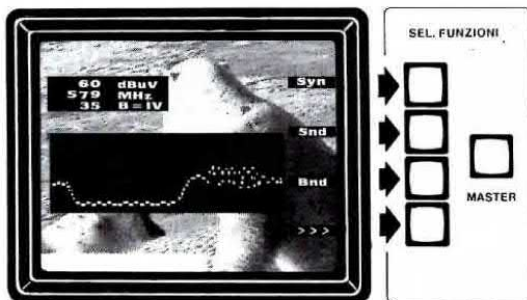 SEL. FUNZIONI
60 dBuV
579 MHz
35 B=IV
Syn
Snd
Bnd
>>>
MASTER